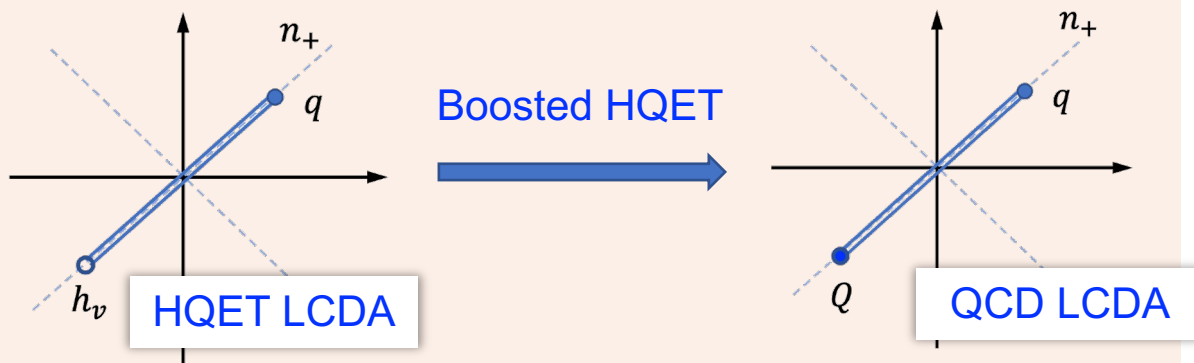 n₊
q
h_v
HQET LCDA
Boosted HQET
n₊
q
Q
QCD LCDA